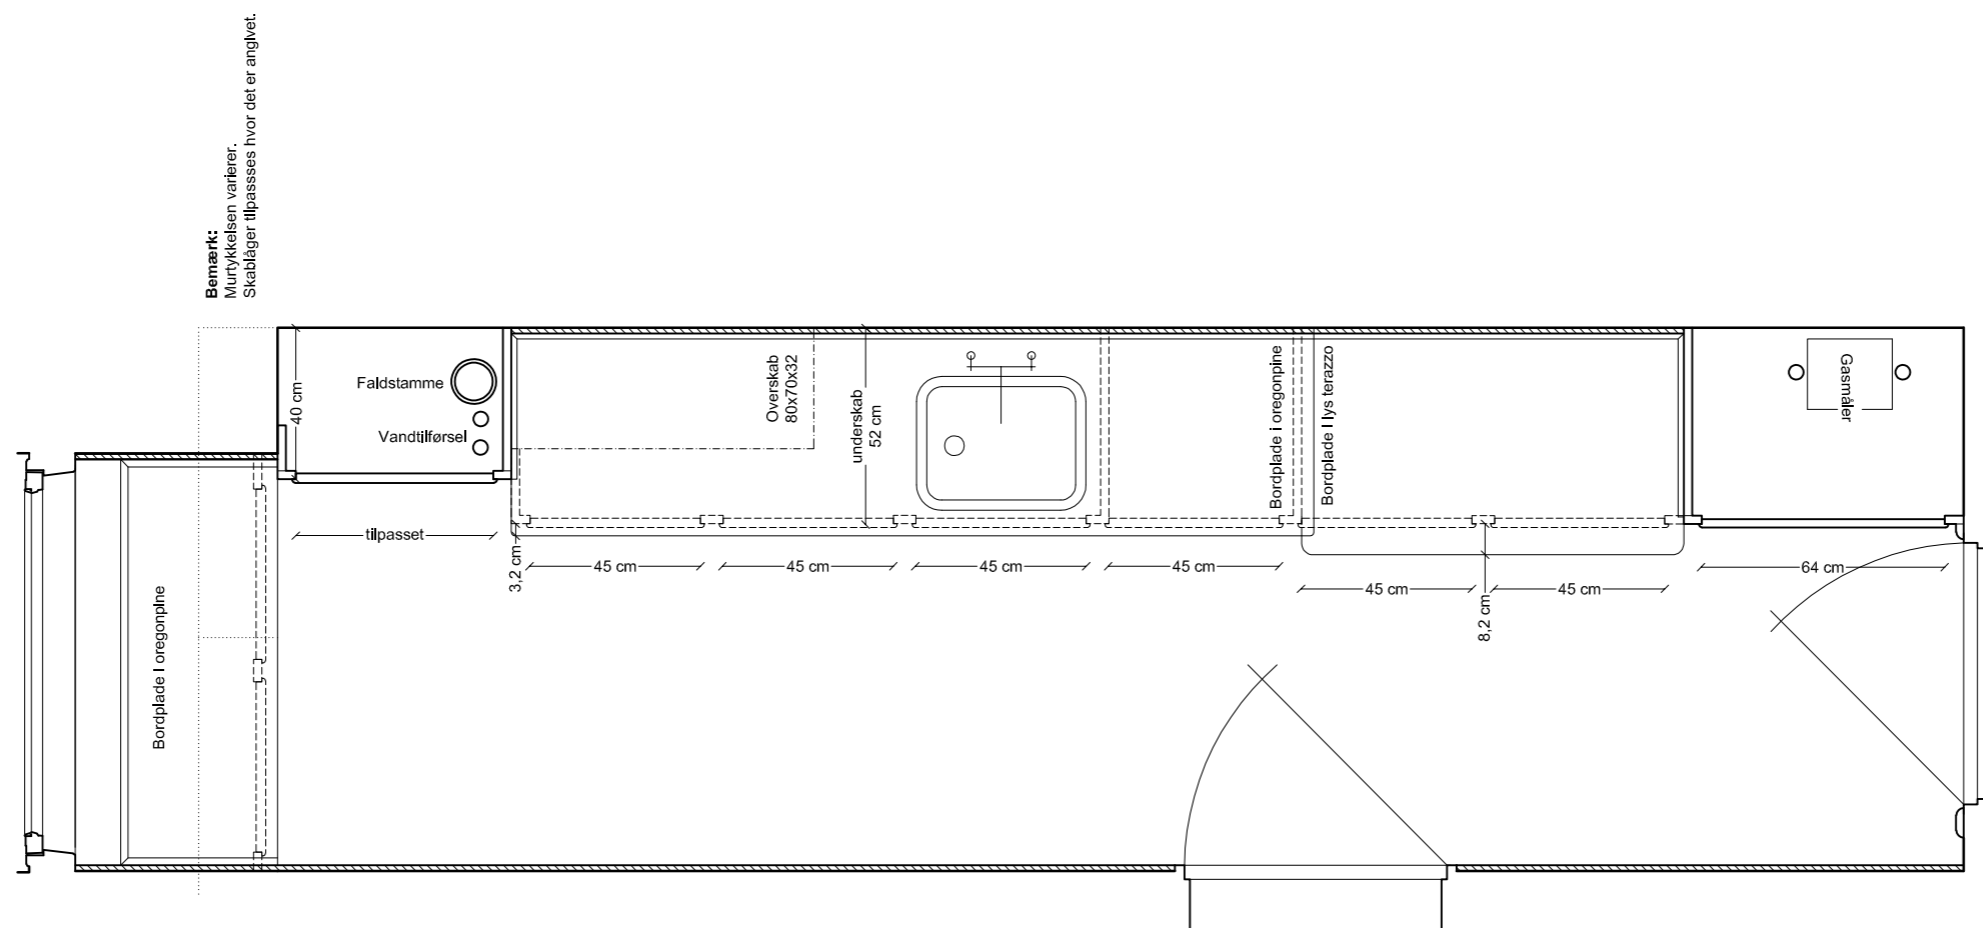 Bemærk:
Murtykkelsen varierer.
Skablåger tilpassses hvor det er angivet.
40 cm
Faldstamme
Vandtilførsel
tilpasset
Bordplade i oregonpine
Overskab
80x70x32
underskab
52 cm
Bordplade i oregonpine
Bordplade i lys terazzo
Gasmåler
3,2 cm
45 cm
45 cm
45 cm
45 cm
45 cm
45 cm
8,2 cm
64 cm